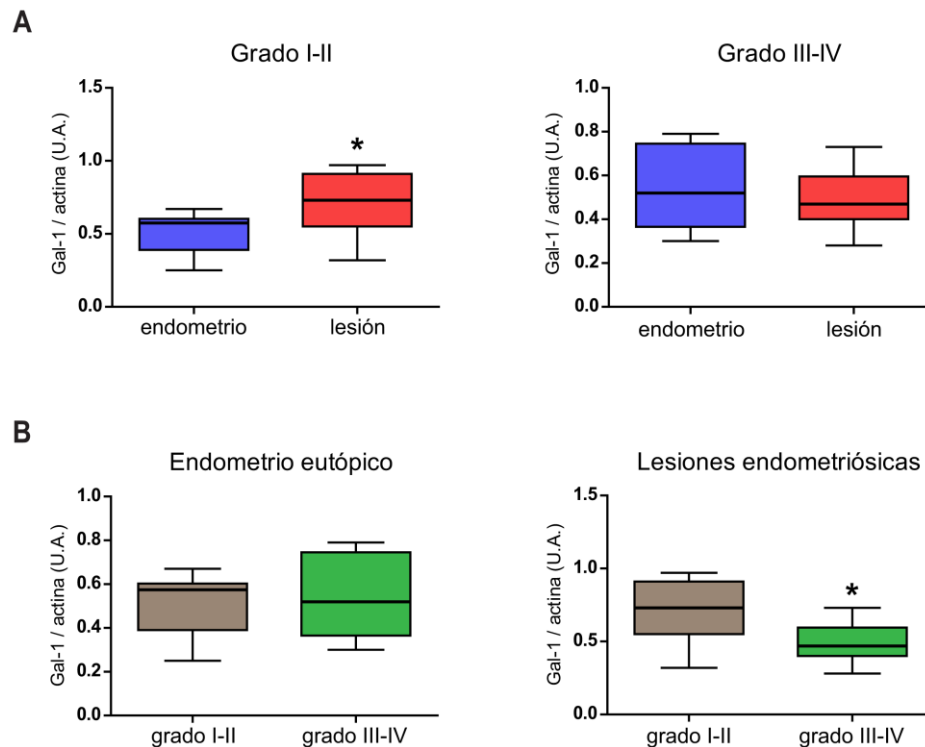 A
Grado I-II
Gal-1 / actina (U.A.)
1.5
1.0
0.5
0.0
*
endometrio
lesión
Grado III-IV
Gal-1 / actina (U.A.)
1.0
0.8
0.6
0.4
0.2
0.0
endometrio
lesión
B
Endometrio eutópico
Gal-1 / actina (U.A.)
1.0
0.8
0.6
0.4
0.2
0.0
grado I-II
grado III-IV
Lesiones endometriósicas
Gal-1 / actina (U.A.)
1.5
1.0
0.5
0.0
*
grado I-II
grado III-IV